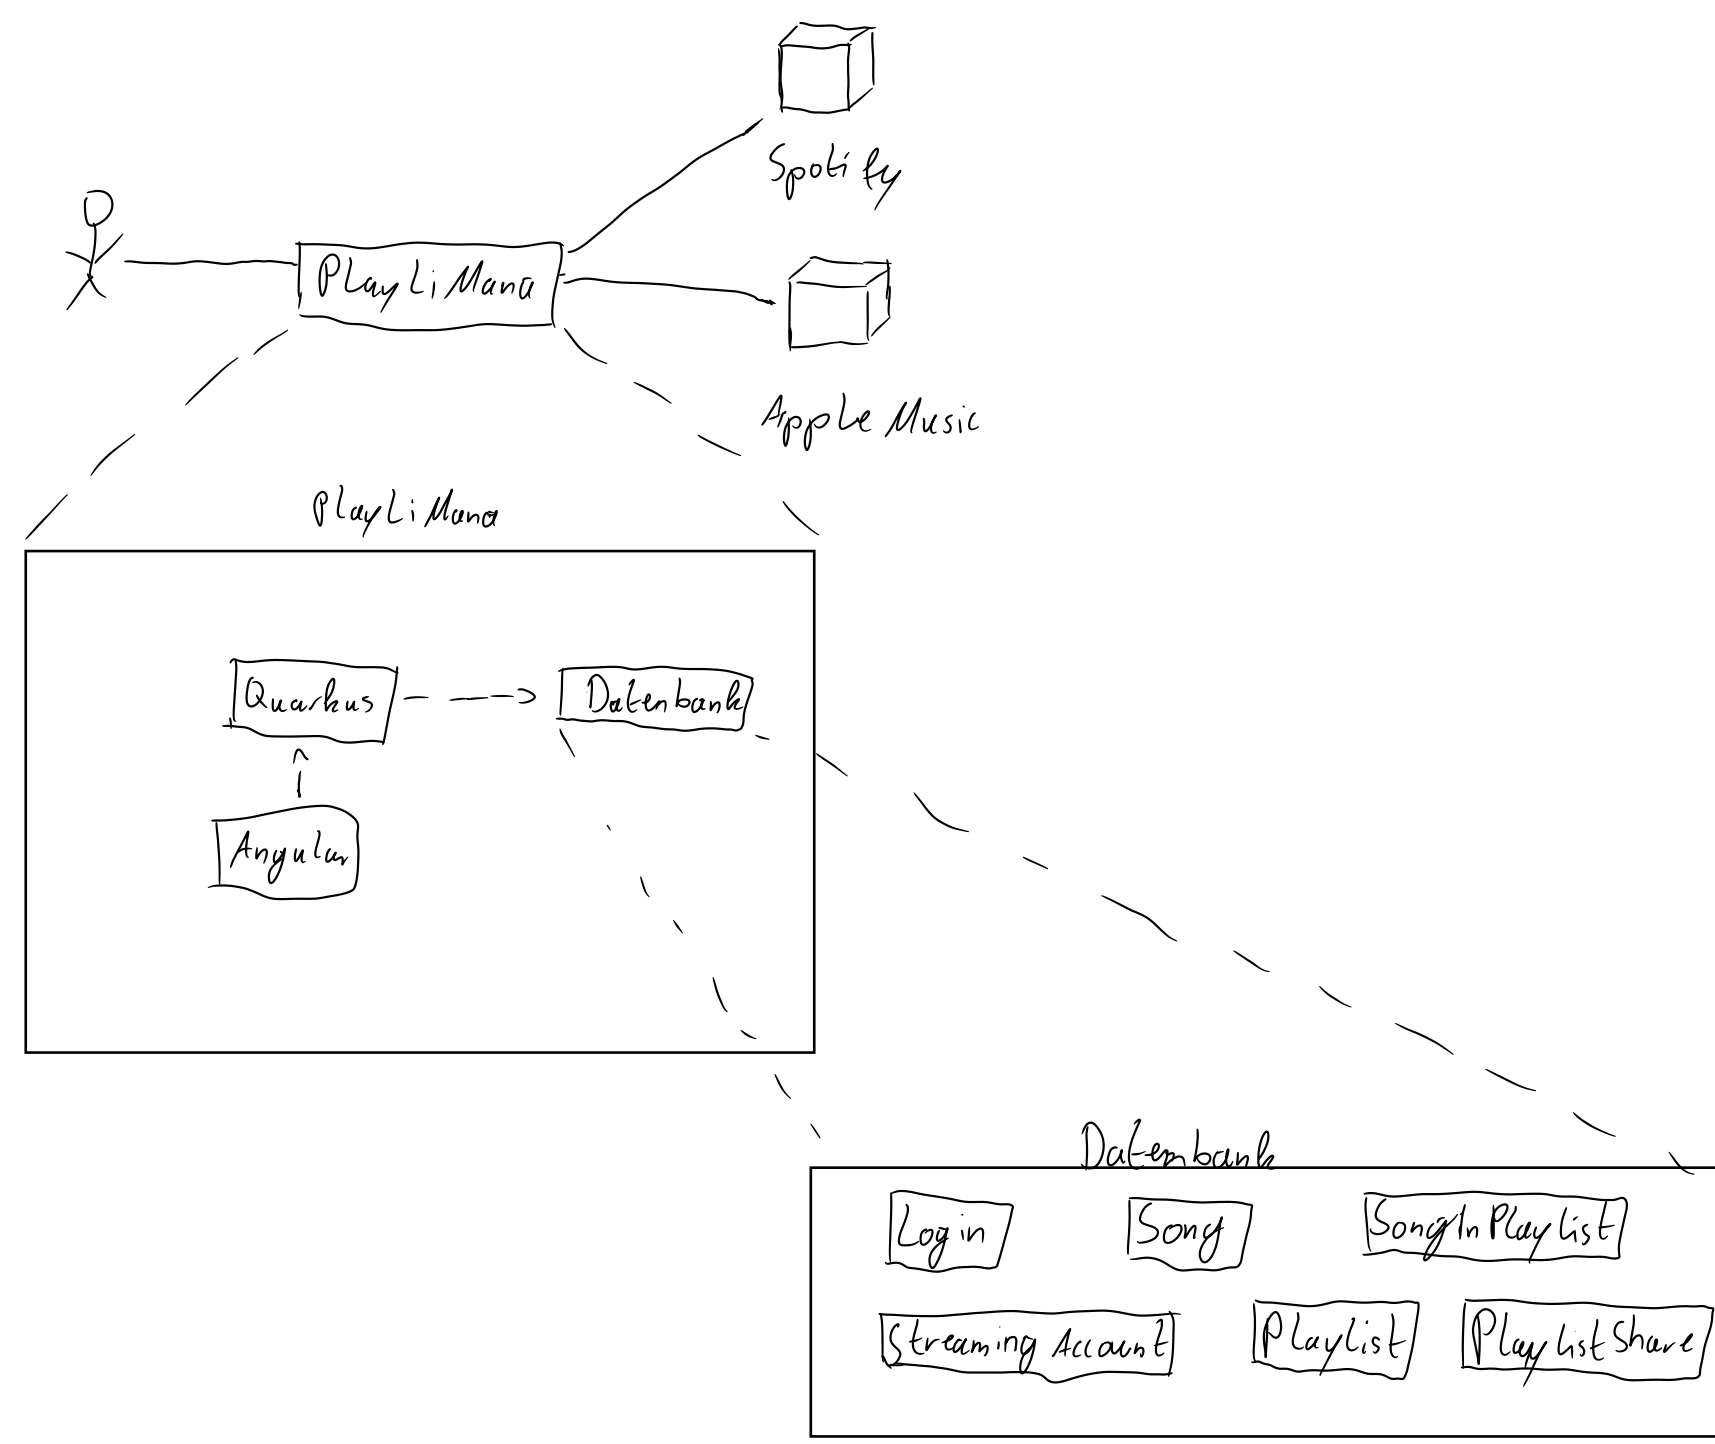 Spotify
PlayLiMana
Apple Music
PlayLiMana
Quarkus
Datenbank
Angular
Datenbank
Login
Song
SongInPlaylist
Streaming Account
Playlist
PlaylistShare